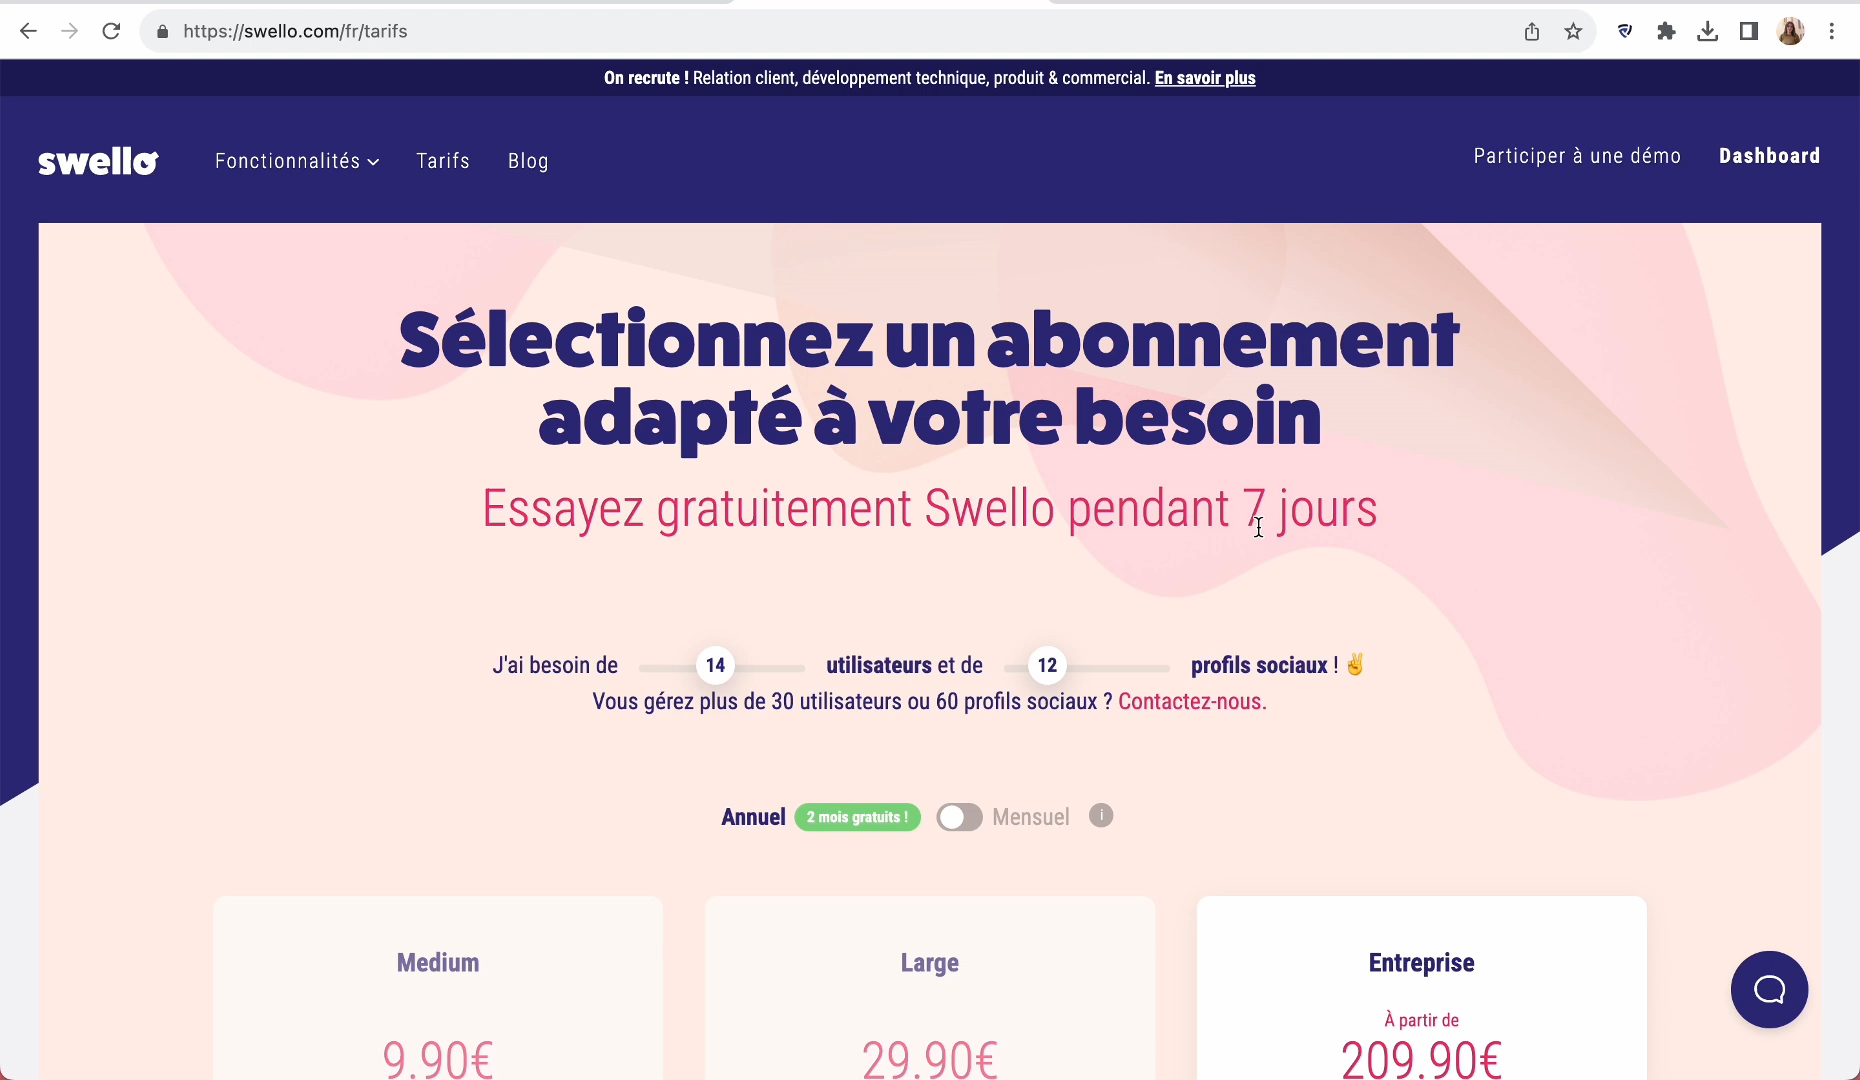 https://swello.com/fr/tarifs
On recrute ! Relation client, développement technique, produit & commercial. En savoir plus
swello
Fonctionnalités
Tarifs
Blog
Participer à une démo
Dashboard
Sélectionnez un abonnement
adapté à votre besoin
Essayez gratuitement Swello pendant 7 jours
J'ai besoin de 14 utilisateurs et de 12 profils sociaux ! ✌️
Vous gérez plus de 30 utilisateurs ou 60 profils sociaux ? Contactez-nous.
Annuel 2 mois gratuits ! Mensuel i
Medium
9.90€
Large
29.90€
Entreprise
À partir de
209.90€